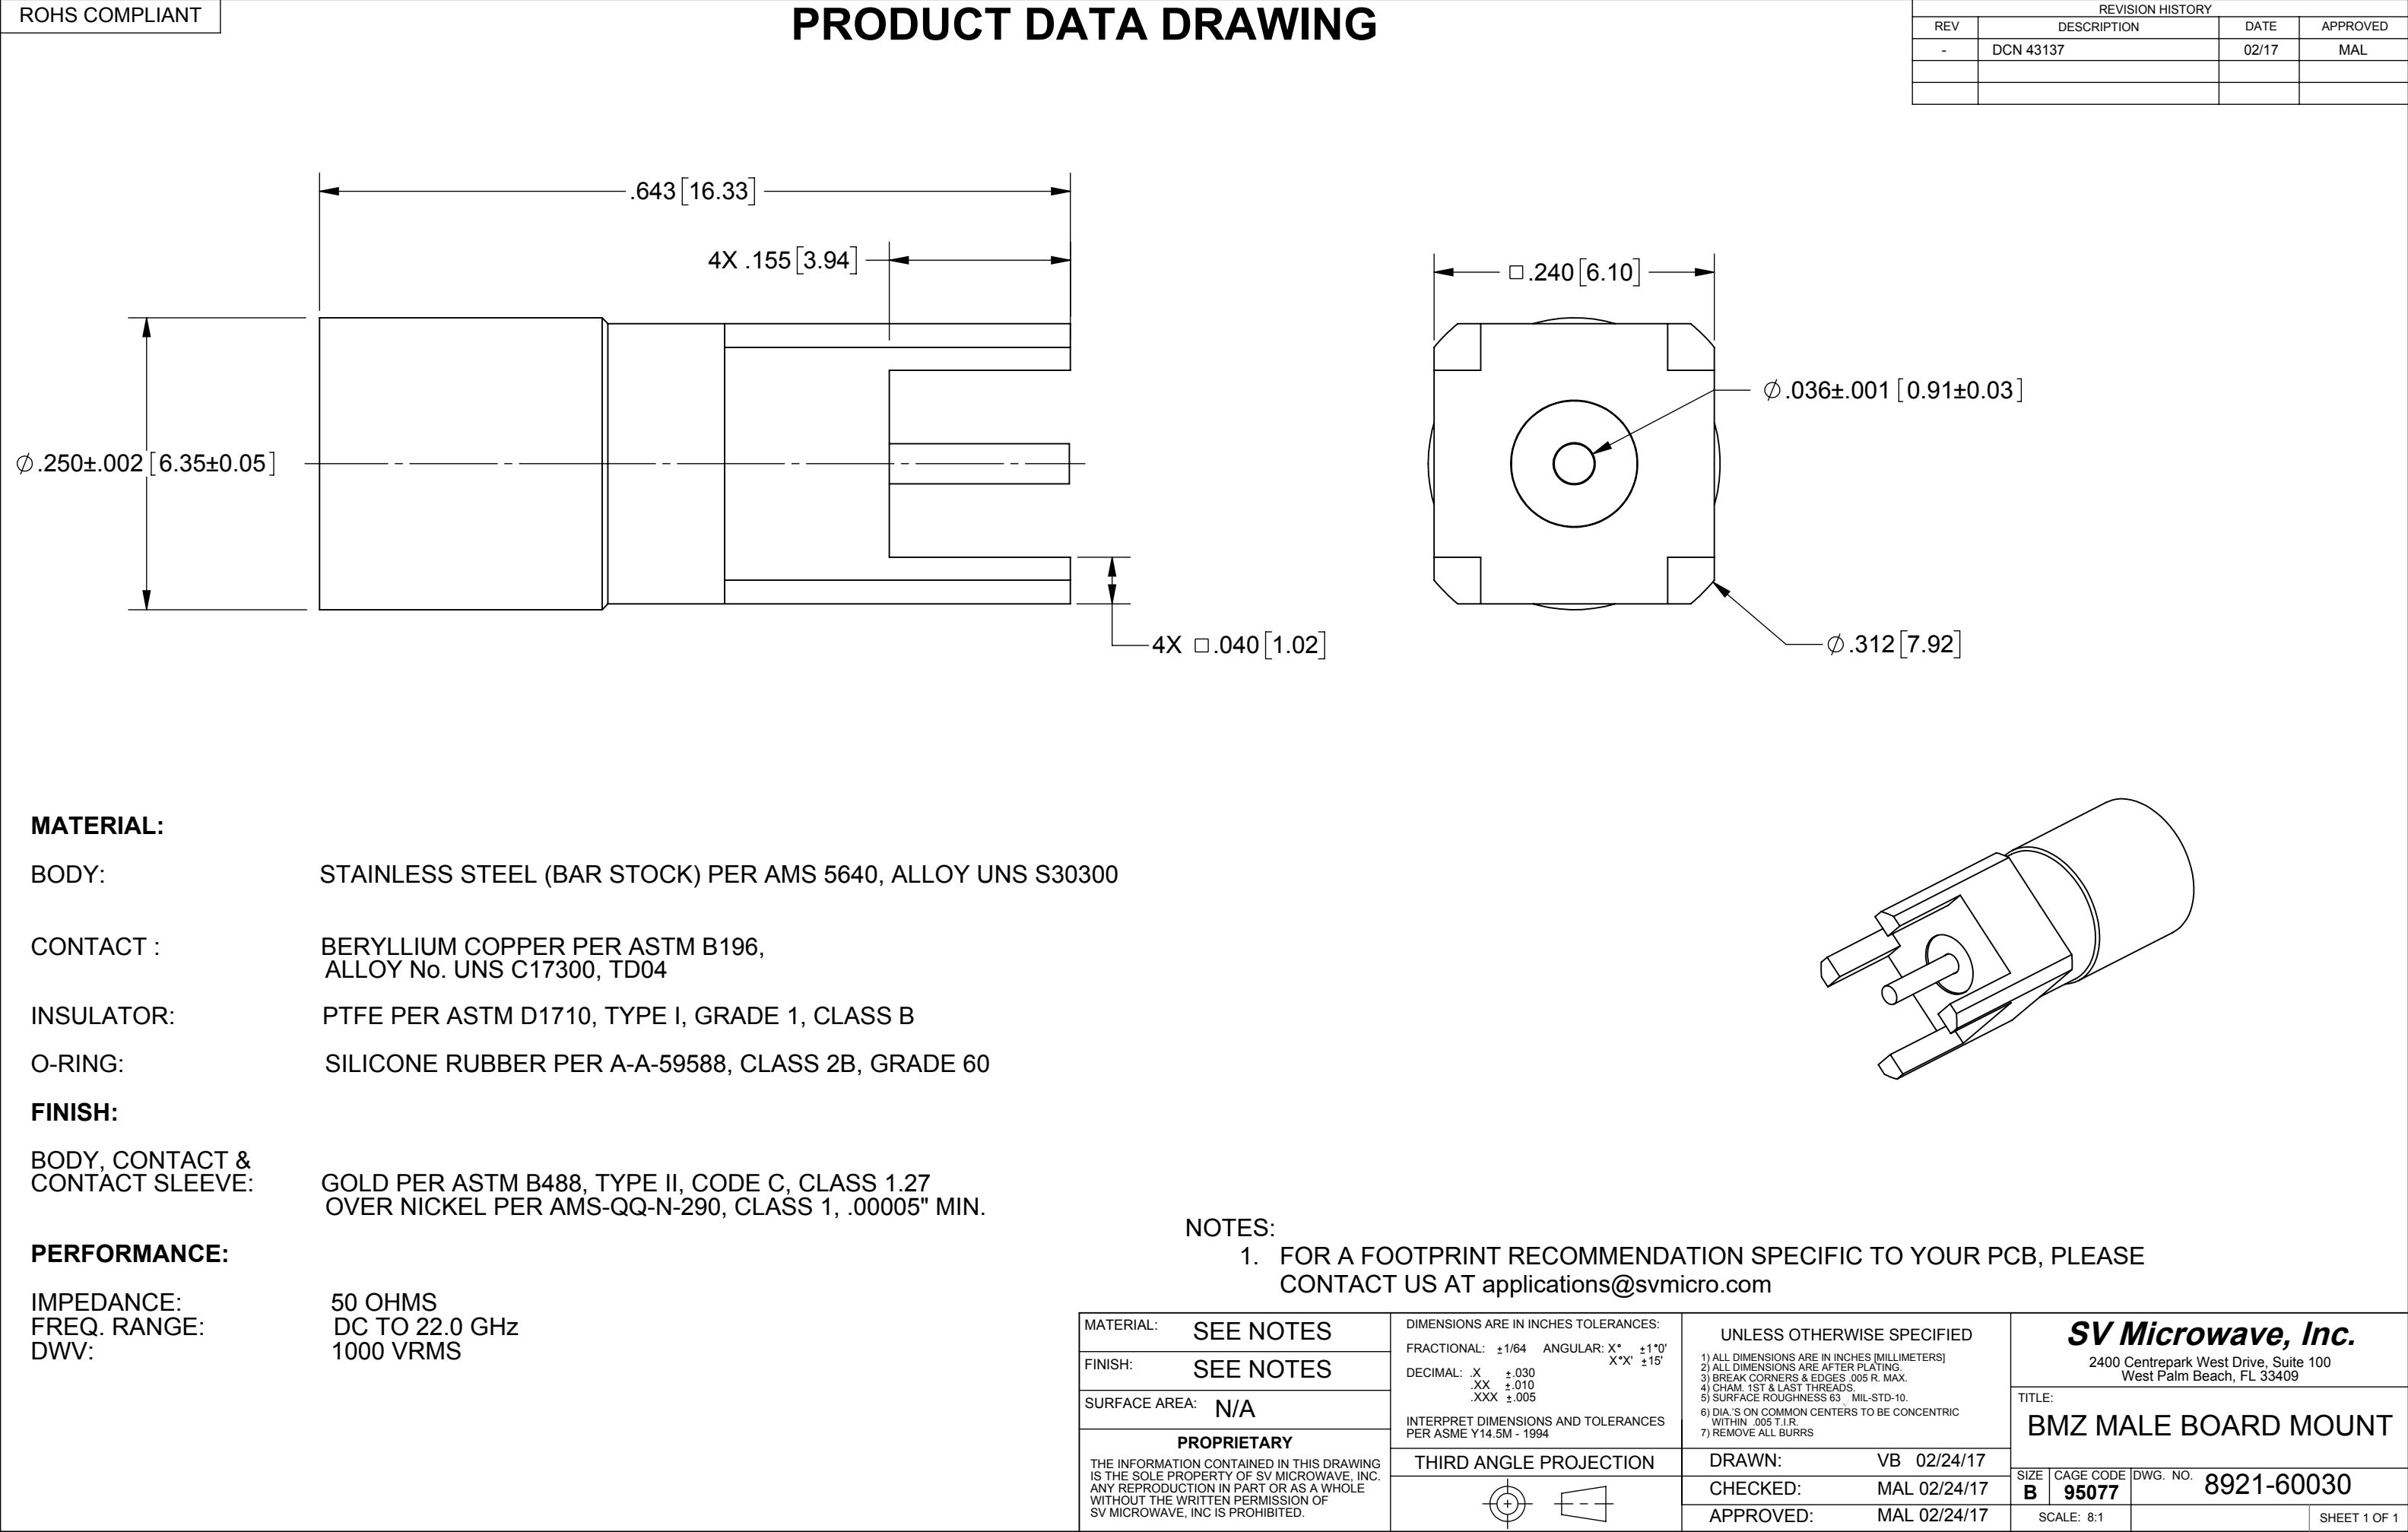 ROHS COMPLIANT
PRODUCT DATA DRAWING
REVISION HISTORY
REV DESCRIPTION DATE APPROVED
- DCN 43137 02/17 MAL
.643[16.33]
4X .155[3.94]
□.240[6.10]
∅.036±.001[0.91±0.03]
∅.250±.002[6.35±0.05]
4X □.040[1.02]
∅.312[7.92]
MATERIAL:
BODY: STAINLESS STEEL (BAR STOCK) PER AMS 5640, ALLOY UNS S30300
CONTACT : BERYLLIUM COPPER PER ASTM B196,
ALLOY No. UNS C17300, TD04
INSULATOR: PTFE PER ASTM D1710, TYPE I, GRADE 1, CLASS B
O-RING: SILICONE RUBBER PER A-A-59588, CLASS 2B, GRADE 60
FINISH:
BODY, CONTACT &
CONTACT SLEEVE: GOLD PER ASTM B488, TYPE II, CODE C, CLASS 1.27
OVER NICKEL PER AMS-QQ-N-290, CLASS 1, .00005" MIN.
PERFORMANCE:
IMPEDANCE: 50 OHMS
FREQ. RANGE: DC TO 22.0 GHz
DWV: 1000 VRMS
NOTES:
1. FOR A FOOTPRINT RECOMMENDATION SPECIFIC TO YOUR PCB, PLEASE
CONTACT US AT applications@svmicro.com
MATERIAL: SEE NOTES
FINISH: SEE NOTES
SURFACE AREA: N/A
PROPRIETARY
THE INFORMATION CONTAINED IN THIS DRAWING
IS THE SOLE PROPERTY OF SV MICROWAVE, INC.
ANY REPRODUCTION IN PART OR AS A WHOLE
WITHOUT THE WRITTEN PERMISSION OF
SV MICROWAVE, INC IS PROHIBITED.
DIMENSIONS ARE IN INCHES TOLERANCES:
FRACTIONAL: ±1/64 ANGULAR: X° ±1°0'
X°X' ±15'
DECIMAL: .X ±.030
.XX ±.010
.XXX ±.005
INTERPRET DIMENSIONS AND TOLERANCES
PER ASME Y14.5M - 1994
THIRD ANGLE PROJECTION
UNLESS OTHERWISE SPECIFIED
1) ALL DIMENSIONS ARE IN INCHES [MILLIMETERS]
2) ALL DIMENSIONS ARE AFTER PLATING.
3) BREAK CORNERS & EDGES .005 R. MAX.
4) CHAM. 1ST & LAST THREADS.
5) SURFACE ROUGHNESS 63 MIL-STD-10.
6) DIA.'S ON COMMON CENTERS TO BE CONCENTRIC
WITHIN .005 T.I.R.
7) REMOVE ALL BURRS
DRAWN: VB 02/24/17
CHECKED: MAL 02/24/17
APPROVED: MAL 02/24/17
SV Microwave, Inc.
2400 Centrepark West Drive, Suite 100
West Palm Beach, FL 33409
TITLE:
BMZ MALE BOARD MOUNT
SIZE CAGE CODE DWG. NO.
B 95077 8921-60030
SCALE: 8:1 SHEET 1 OF 1